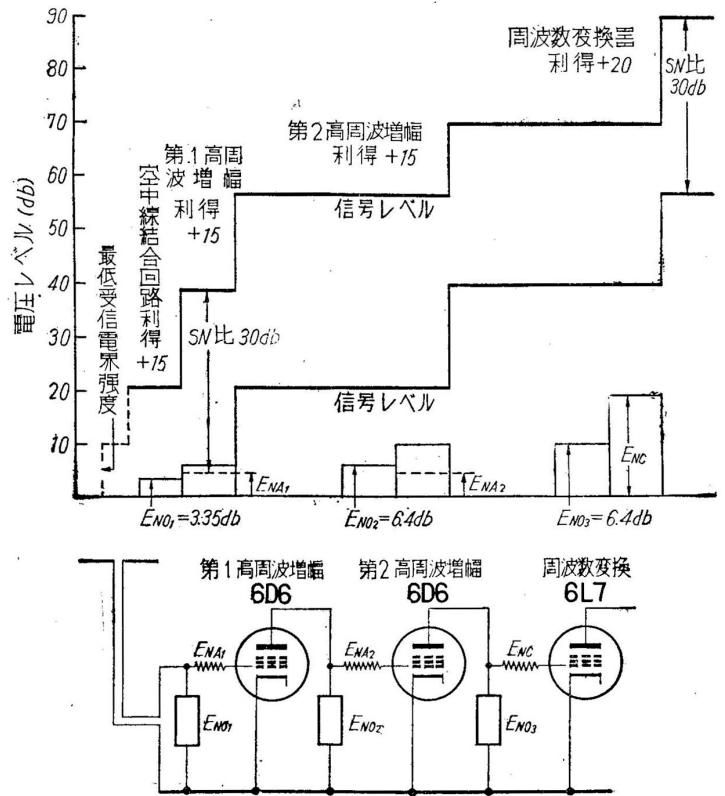 90
80
70
60
50
40
30
20
10
電圧レベル(db)
最低受信電界强度
空中線結合回路利得
+15
第1高周
波増幅
利得
+15
SN比30db
第2高周波増幅
利得+15
信号レベル
信号レベル
周波数変換器
利得+20
SN比
30db
ENA1
ENA2
ENC
ENO1=3.35db
ENO2=6.4db
ENO3=6.4db
第1高周波増幅
6D6
第2高周波増幅
6D6
周波数変換
6L7
ENA1
ENA2
ENC
ENO1
ENO2
ENO3